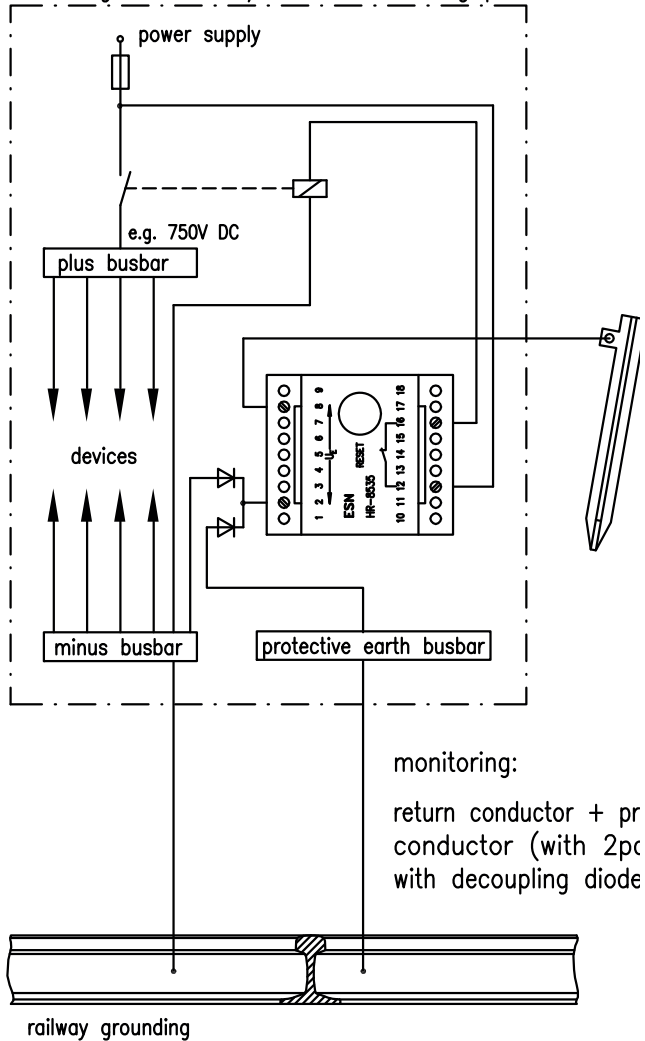 power supply
e.g. 750V DC
plus busbar
devices
1 2 3 4 5 6 7 8 9
UE
ESN
HR-8535
RESET
10 11 12 13 14 15 16 17 18
minus busbar
protective earth busbar
monitoring:
return conductor + pr
conductor (with 2po
with decoupling diode
railway grounding